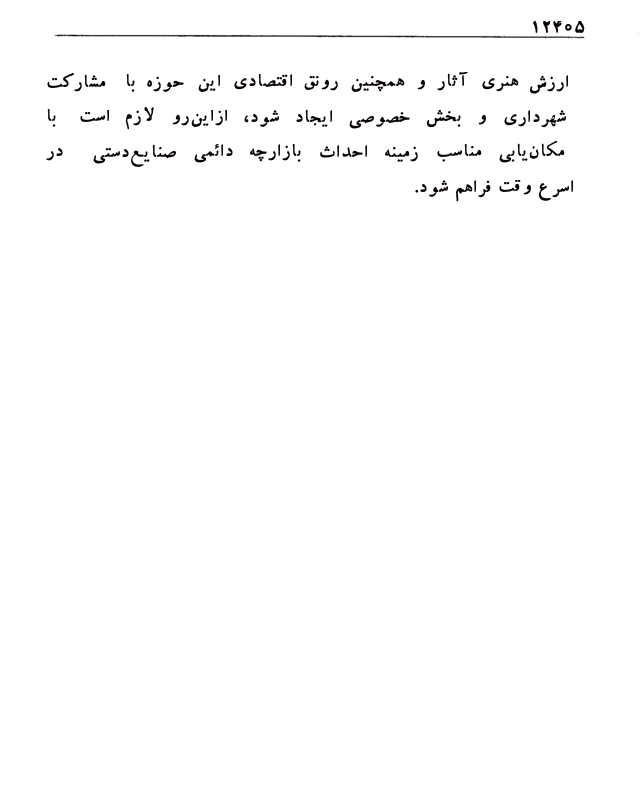 ۱۲۴۰۵
ارزش هنری آثار و همچنین رونق اقتصادی این حوزه با مشارکت
شهرداری و بخش خصوصی ایجاد شود، ازاین‌رو لازم است با
مکان‌یابی مناسب زمینه احداث بازارچه دائمی صنایع‌دستی در
اسرع وقت فراهم شود.